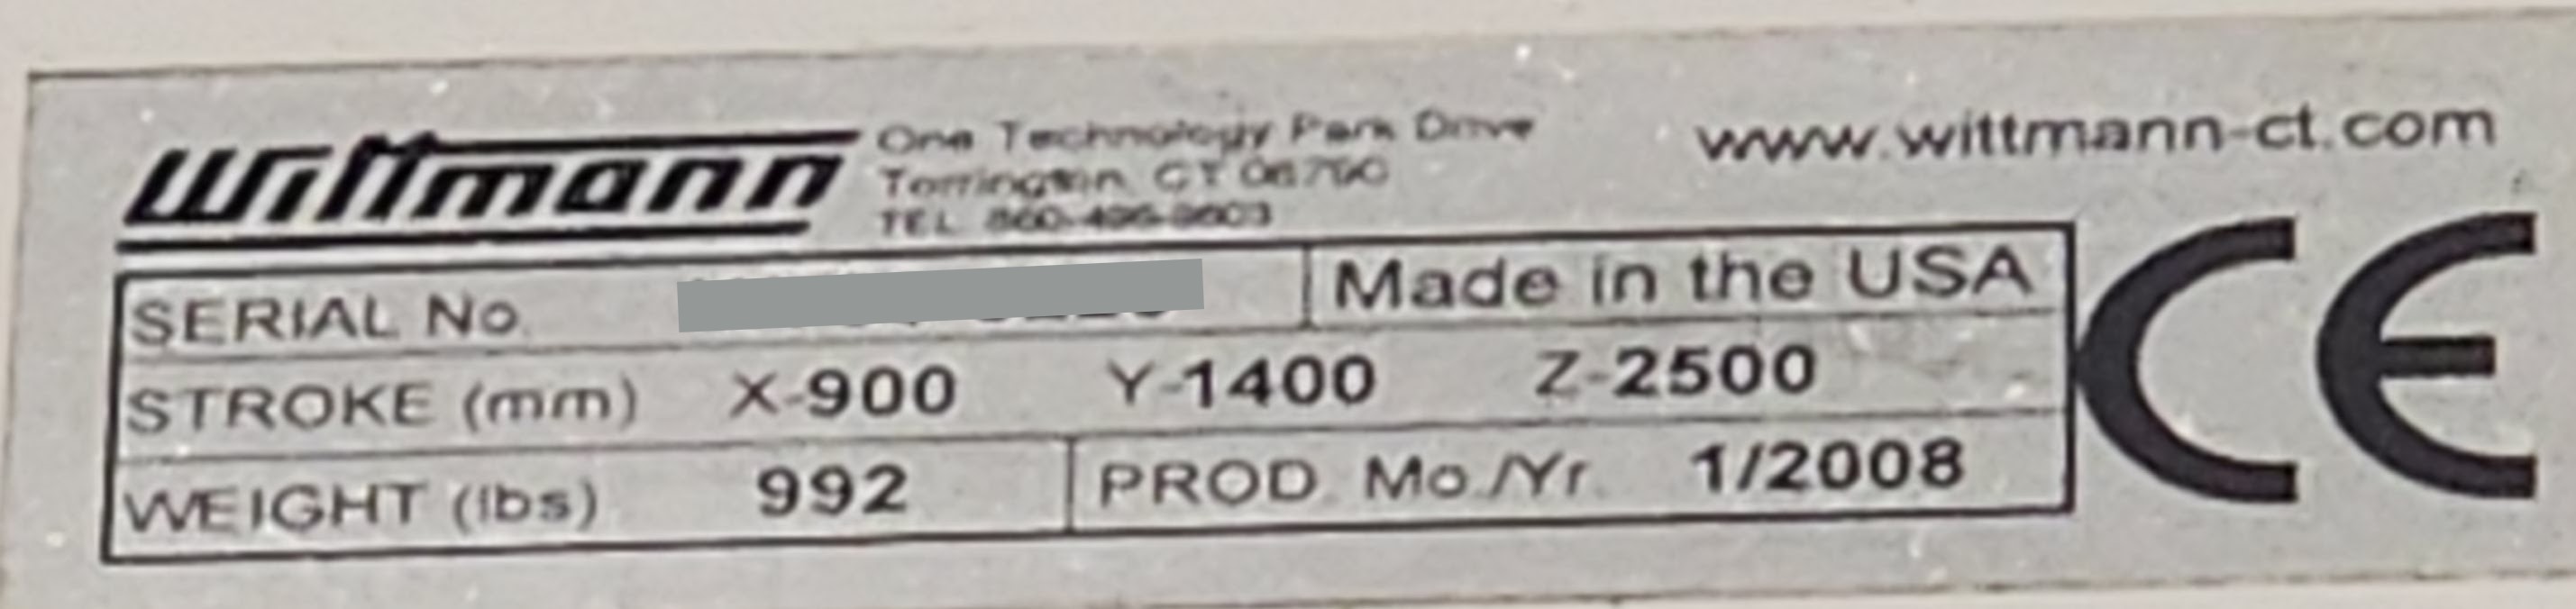 Wittmann
One Technology Park Drive
Torrington, CT 06790
TEL 860-496-9603
www.wittmann-ct.com
SERIAL No.
Made in the USA
STROKE (mm) X-900 Y-1400 Z-2500
WEIGHT (lbs) 992
PROD. Mo./Yr. 1/2008
CE